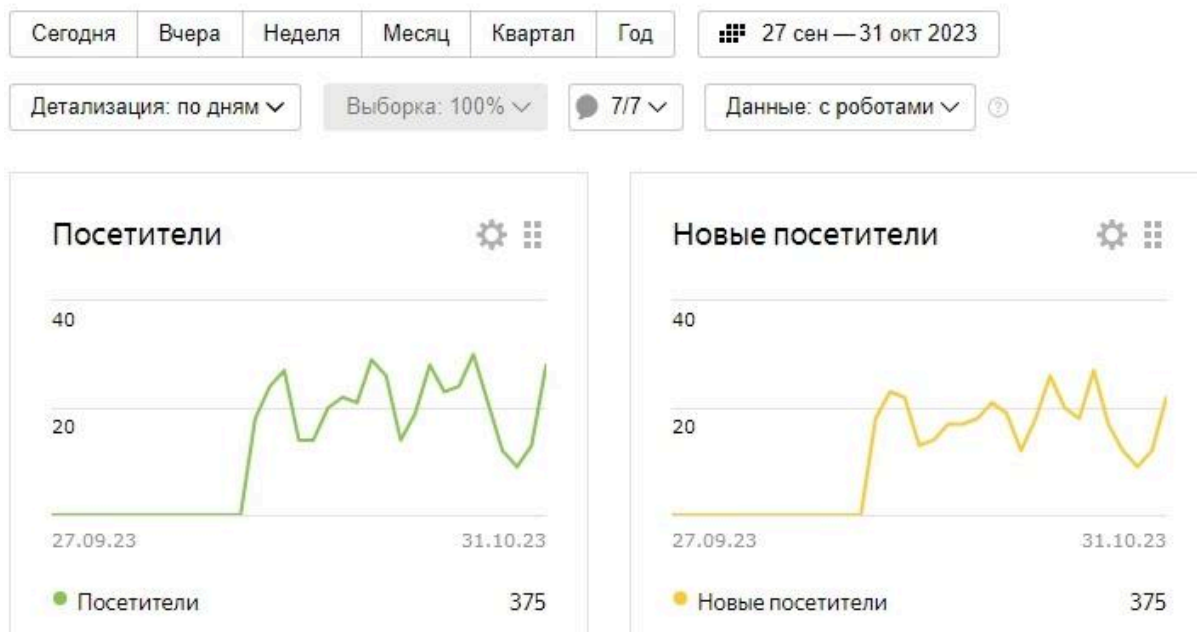 Сегодня Вчера Неделя Месяц Квартал Год 27 сен — 31 окт 2023
Детализация: по дням Выборка: 100% 7/7 Данные: с роботами ?
Посетители
40
20
27.09.23 31.10.23
Посетители 375
Новые посетители
40
20
27.09.23 31.10.23
Новые посетители 375